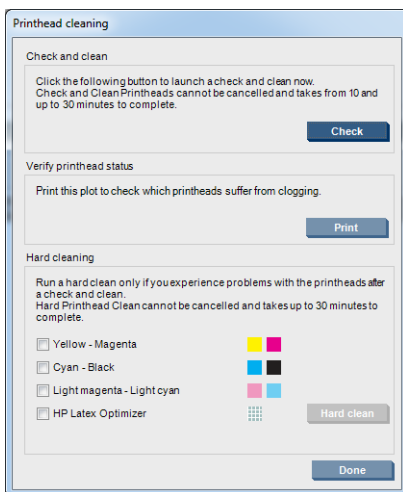 Printhead cleaning
Check and clean
Click the following button to launch a check and clean now.
Check and Clean Printheads cannot be cancelled and takes from 10 and
up to 30 minutes to complete.
Check
Verify printhead status
Print this plot to check which printheads suffer from clogging.
Print
Hard cleaning
Run a hard clean only if you experience problems with the printheads after
a check and clean.
Hard Printhead Clean cannot be cancelled and takes up to 30 minutes to
complete.
Yellow - Magenta
Cyan - Black
Light magenta - Light cyan
HP Latex Optimizer
Hard clean
Done